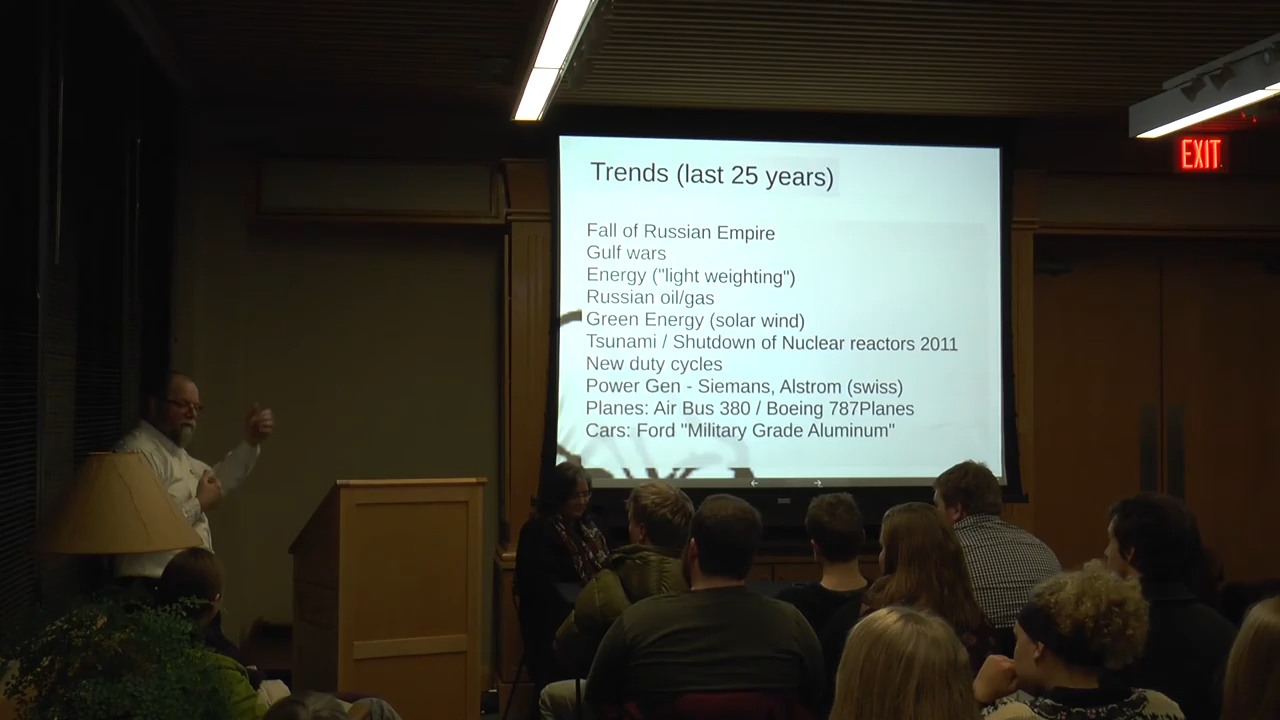 Trends (last 25 years)
Fall of Russian Empire
Gulf wars
Energy ("light weighting")
Russian oil/gas
Green Energy (solar wind)
Tsunami / Shutdown of Nuclear reactors 2011
New duty cycles
Power Gen - Siemans, Alstrom (swiss)
Planes: Air Bus 380 / Boeing 787Planes
Cars: Ford "Military Grade Aluminum"
EXIT